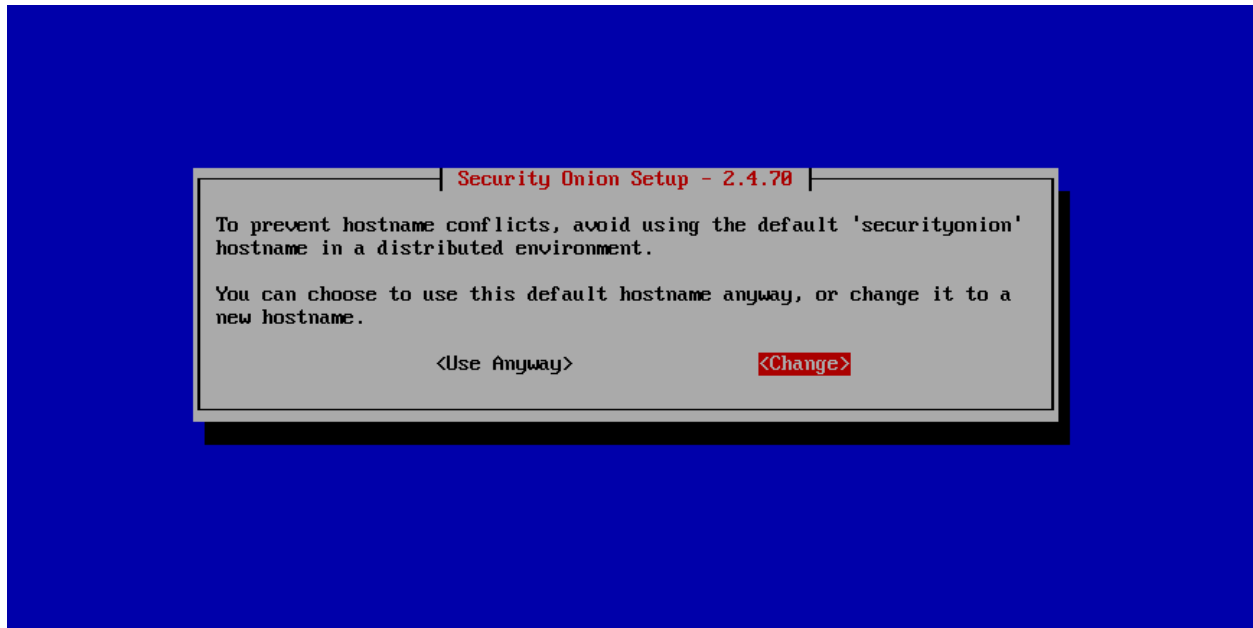 Security Onion Setup - 2.4.70
To prevent hostname conflicts, avoid using the default 'securityonion'
hostname in a distributed environment.
You can choose to use this default hostname anyway, or change it to a
new hostname.
<Use Anyway> <Change>